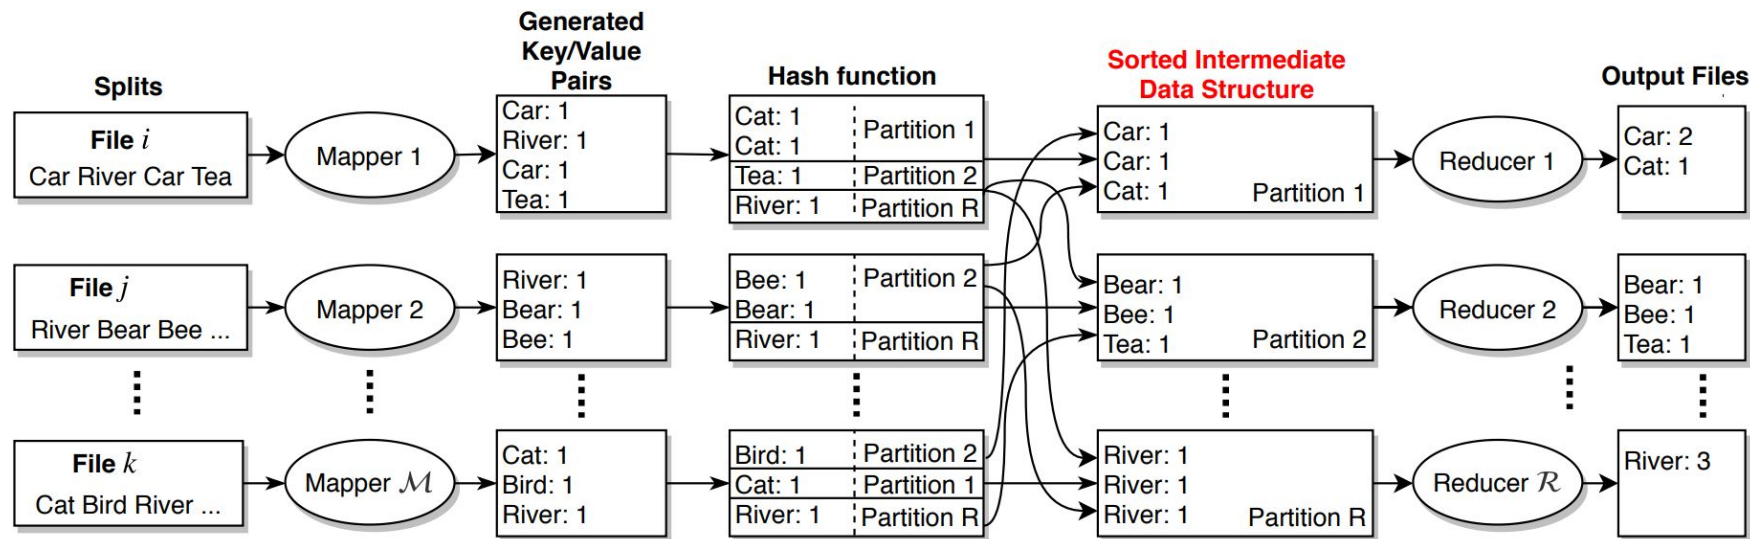 Splits
Generated
Key/Value
Pairs
Hash function
Sorted Intermediate
Data Structure
Output Files
File i
Car River Car Tea
Mapper 1
Car: 1
River: 1
Car: 1
Tea: 1
Cat: 1
Cat: 1
Partition 1
Tea: 1 Partition 2
River: 1 Partition R
Car: 1
Car: 1
Cat: 1
Partition 1
Reducer 1
Car: 2
Cat: 1
File j
River Bear Bee ...
Mapper 2
River: 1
Bear: 1
Bee: 1
Bee: 1
Bear: 1
Partition 2
River: 1 Partition R
Bear: 1
Bee: 1
Tea: 1
Partition 2
Reducer 2
Bear: 1
Bee: 1
Tea: 1
File k
Cat Bird River ...
Mapper ℳ
Cat: 1
Bird: 1
River: 1
Bird: 1 Partition 2
Cat: 1 Partition 1
River: 1 Partition R
River: 1
River: 1
River: 1
Partition R
Reducer ℛ
River: 3